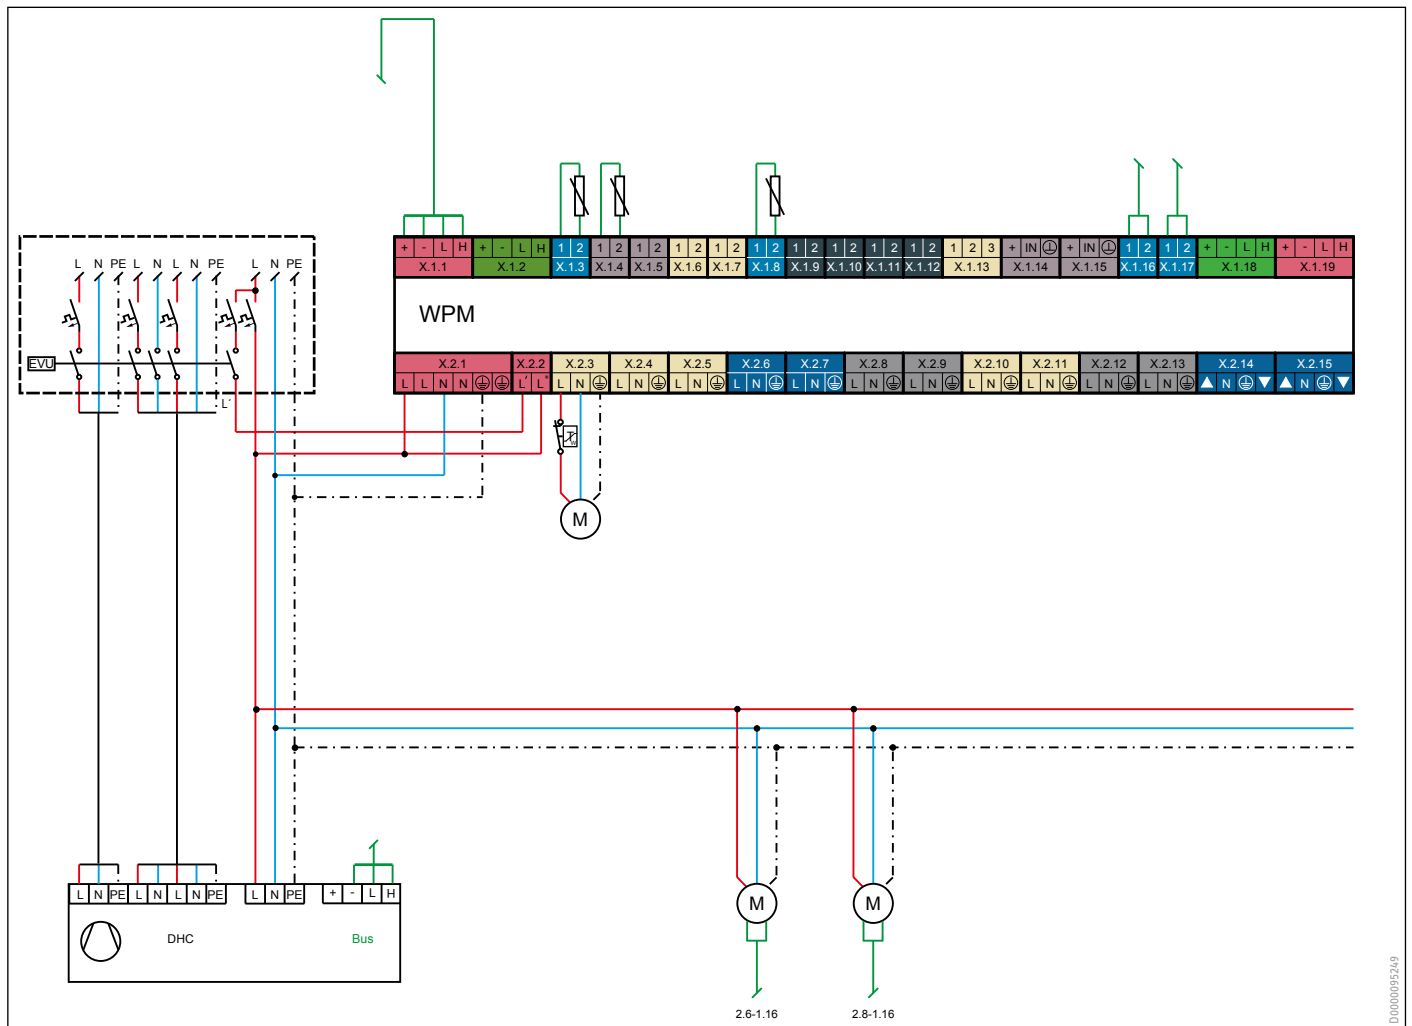 L N PE L N L N PE L N PE
EVU
L´
+ - L H + - L H 1 2 1 2 1 2 1 2 1 2 1 2 1 2 1 2 1 2 1 2 1 2 3 + IN + IN 1 2 1 2 + - L H + - L H
X.1.1 X.1.2 X.1.3 X.1.4 X.1.5 X.1.6 X.1.7 X.1.8 X.1.9 X.1.10 X.1.11 X.1.12 X.1.13 X.1.14 X.1.15 X.1.16 X.1.17 X.1.18 X.1.19
WPM
X.2.1 X.2.2 X.2.3 X.2.4 X.2.5 X.2.6 X.2.7 X.2.8 X.2.9 X.2.10 X.2.11 X.2.12 X.2.13 X.2.14 X.2.15
L L N N L' L* L N L N L N L N L N L N L N L N L N L N L N N N
M
L N PE L N L N PE L N PE + - L H
DHC
Bus
M M
2.6-1.16 2.8-1.16
D0000095249